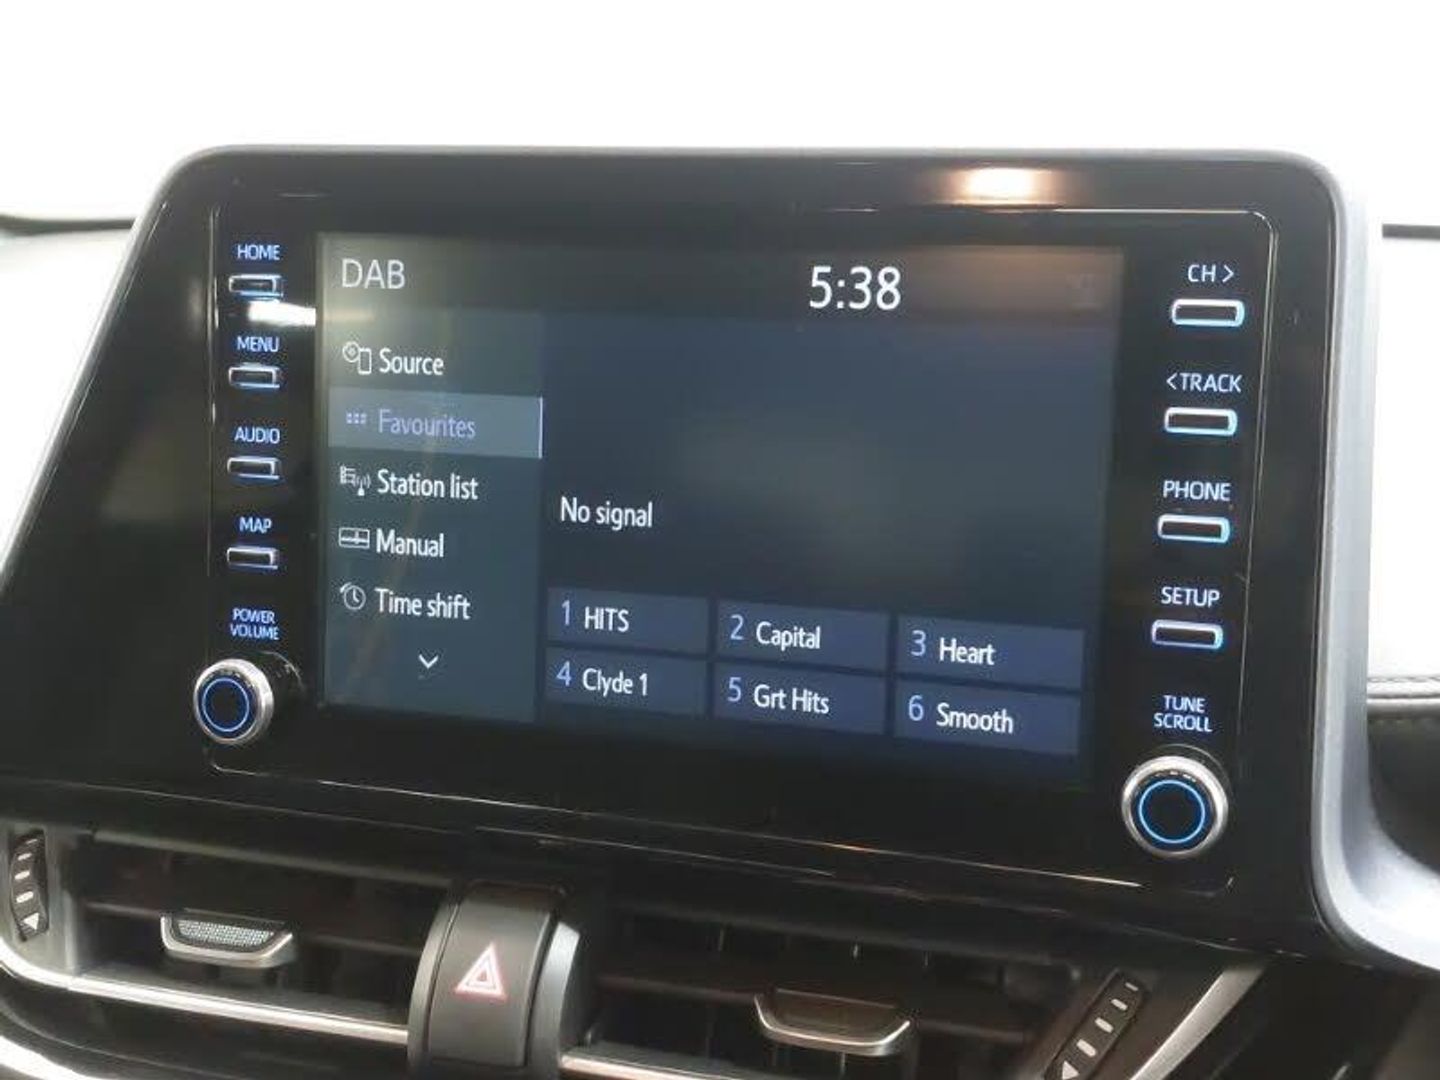 HOME
MENU
AUDIO
MAP
POWER
VOLUME
DAB
5:38
Source
Favourites
Station list
Manual
Time shift
No signal
1 HITS
2 Capital
3 Heart
4 Clyde 1
5 Grt Hits
6 Smooth
CH >
< TRACK
PHONE
SETUP
TUNE
SCROLL